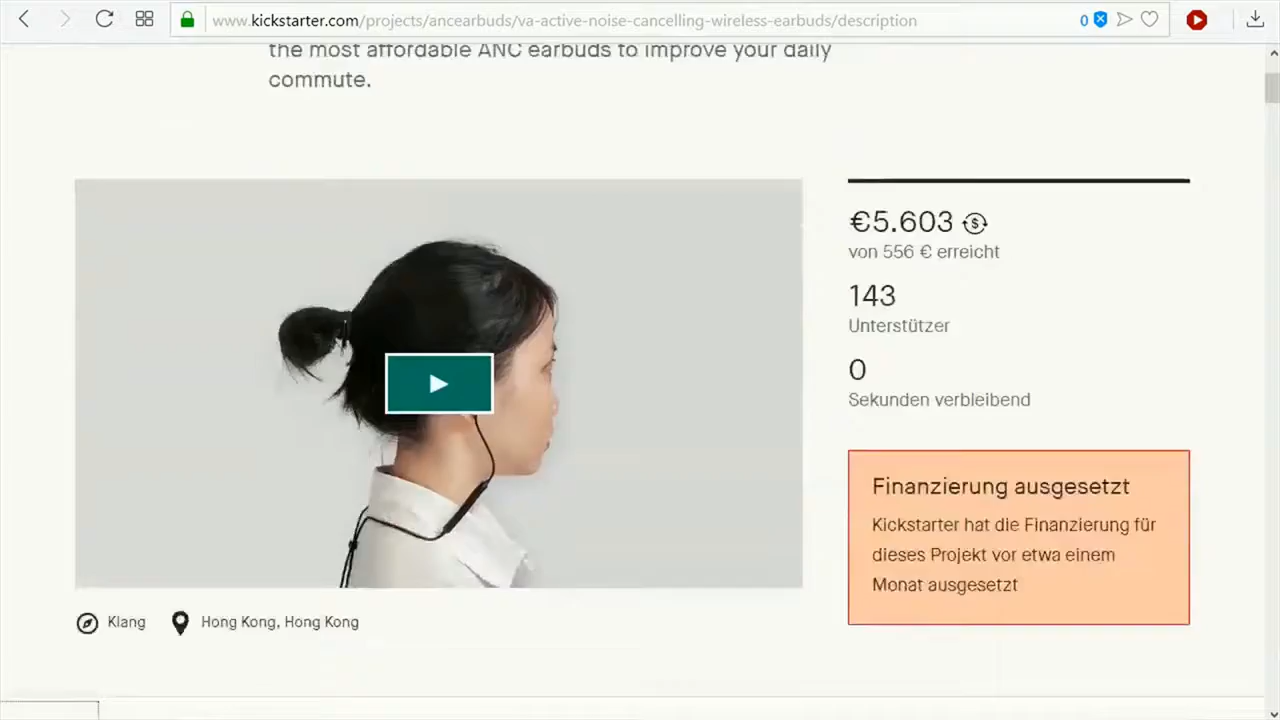 www.kickstarter.com/projects/ancearbuds/va-active-noise-cancelling-wireless-earbuds/description
0
the most affordable ANC earbuds to improve your daily
commute.
€5.603
von 556 € erreicht
143
Unterstützer
0
Sekunden verbleibend
Finanzierung ausgesetzt
Kickstarter hat die Finanzierung für
dieses Projekt vor etwa einem
Monat ausgesetzt
Klang
Hong Kong, Hong Kong